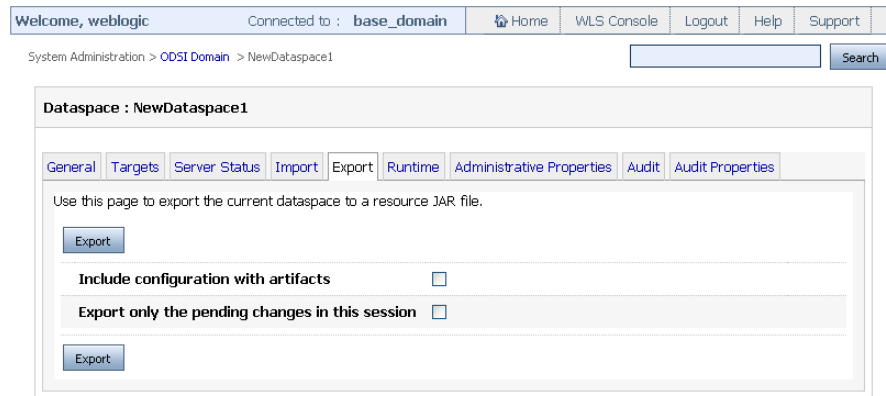 Welcome, weblogic Connected to : base_domain Home WLS Console Logout Help Support
System Administration > ODSI Domain > NewDataspace1 Search
Dataspace : NewDataspace1
General Targets Server Status Import Export Runtime Administrative Properties Audit Audit Properties
Use this page to export the current dataspace to a resource JAR file.
Export
Include configuration with artifacts
Export only the pending changes in this session
Export